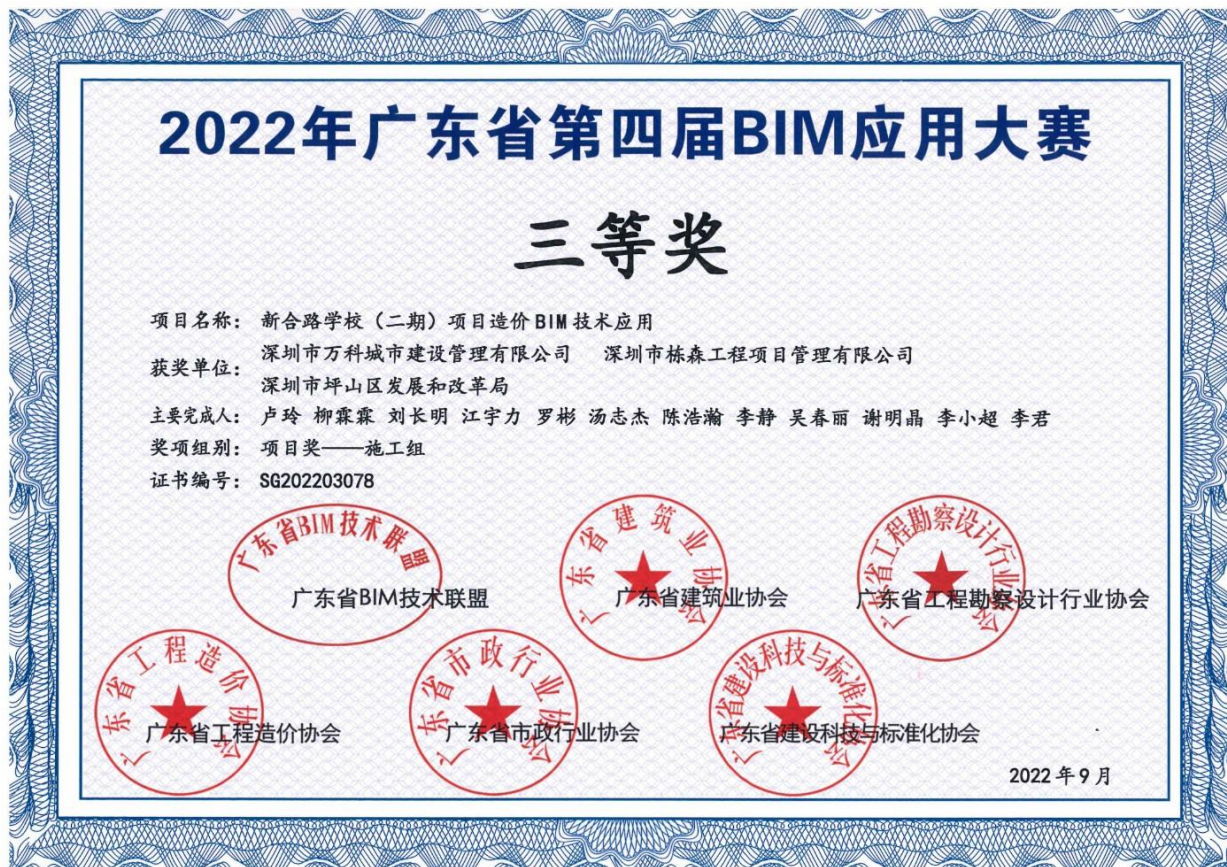 2022年广东省第四届BIM应用大赛
三等奖
项目名称： 新合路学校（二期）项目造价BIM技术应用
获奖单位： 深圳市万科城市建设管理有限公司 深圳市栋森工程项目管理有限公司
深圳市坪山区发展和改革局
主要完成人： 卢玲 柳霖霖 刘长明 江宇力 罗彬 汤志杰 陈浩瀚 李静 吴春丽 谢明晶 李小超 李君
奖项组别： 项目奖——施工组
证书编号： SG202203078
广东省BIM技术联盟
广东省建筑业协会
广东省工程勘察设计行业协会
广东省BIM技术联盟 广东省建筑业协会 广东省工程勘察设计行业协会
广东省工程造价协会
广东省市政行业协会
广东省建设科技与标准化协会
广东省工程造价协会 广东省市政行业协会 广东省建设科技与标准化协会
2022年9月